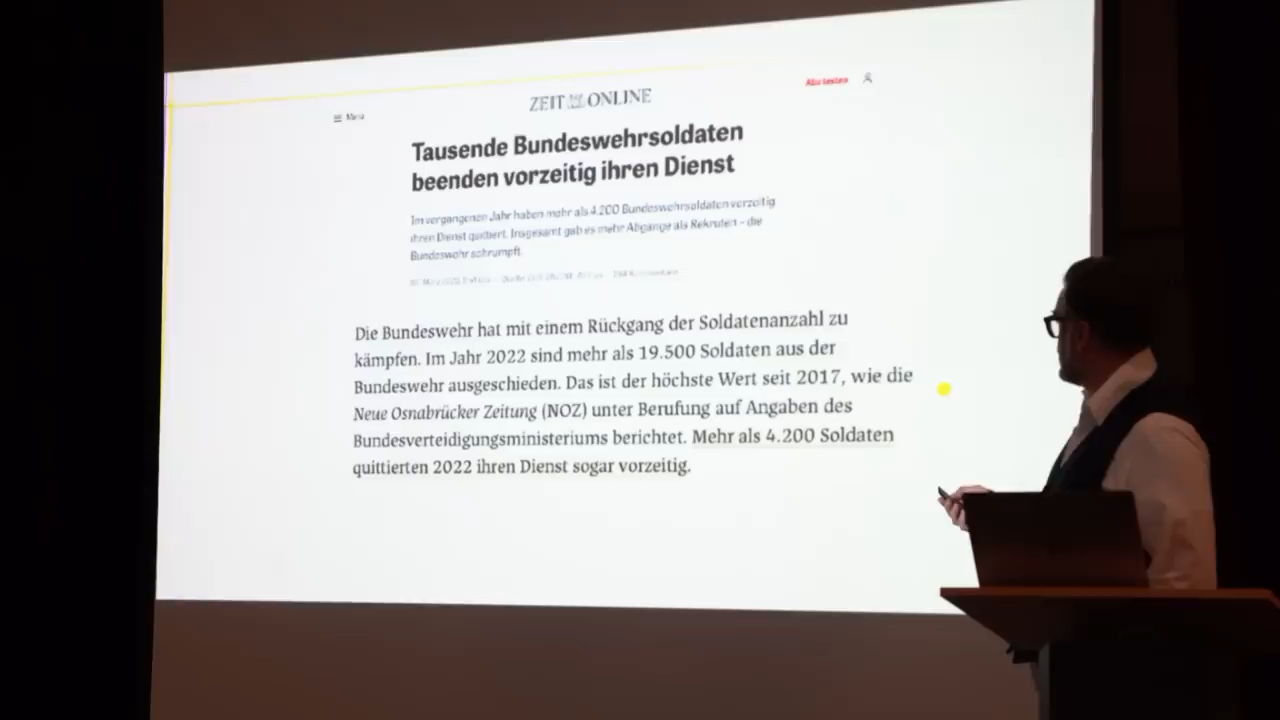 ZEIT ONLINE
Abo testen
Menü
Tausende Bundeswehrsoldaten
beenden vorzeitig ihren Dienst
Im vergangenen Jahr haben mehr als 4.200 Bundeswehrsoldaten vorzeitig
ihren Dienst quittiert. Insgesamt gab es mehr Abgänge als Rekruten – die
Bundeswehr schrumpft.
Die Bundeswehr hat mit einem Rückgang der Soldatenanzahl zu
kämpfen. Im Jahr 2022 sind mehr als 19.500 Soldaten aus der
Bundeswehr ausgeschieden. Das ist der höchste Wert seit 2017, wie die
Neue Osnabrücker Zeitung (NOZ) unter Berufung auf Angaben des
Bundesverteidigungsministeriums berichtet. Mehr als 4.200 Soldaten
quittierten 2022 ihren Dienst sogar vorzeitig.